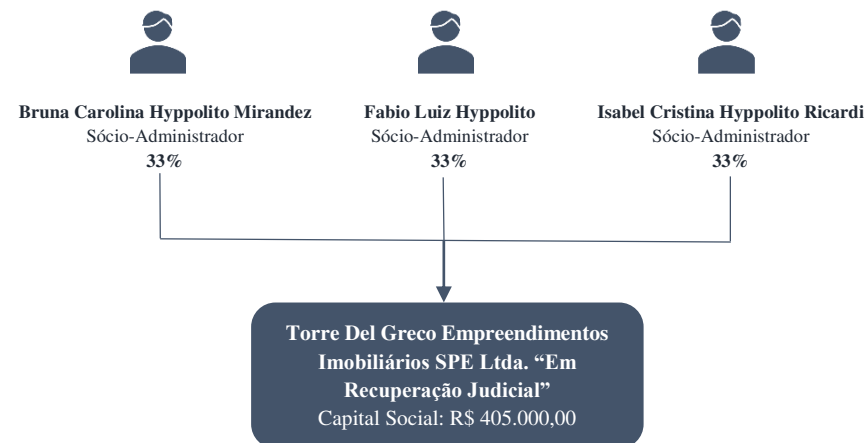 Bruna Carolina Hyppolito Mirandez
Sócio-Administrador
33%
Fabio Luiz Hyppolito
Sócio-Administrador
33%
Isabel Cristina Hyppolito Ricardi
Sócio-Administrador
33%
Torre Del Greco Empreendimentos
Imobiliários SPE Ltda. “Em
Recuperação Judicial”
Capital Social: R$ 405.000,00